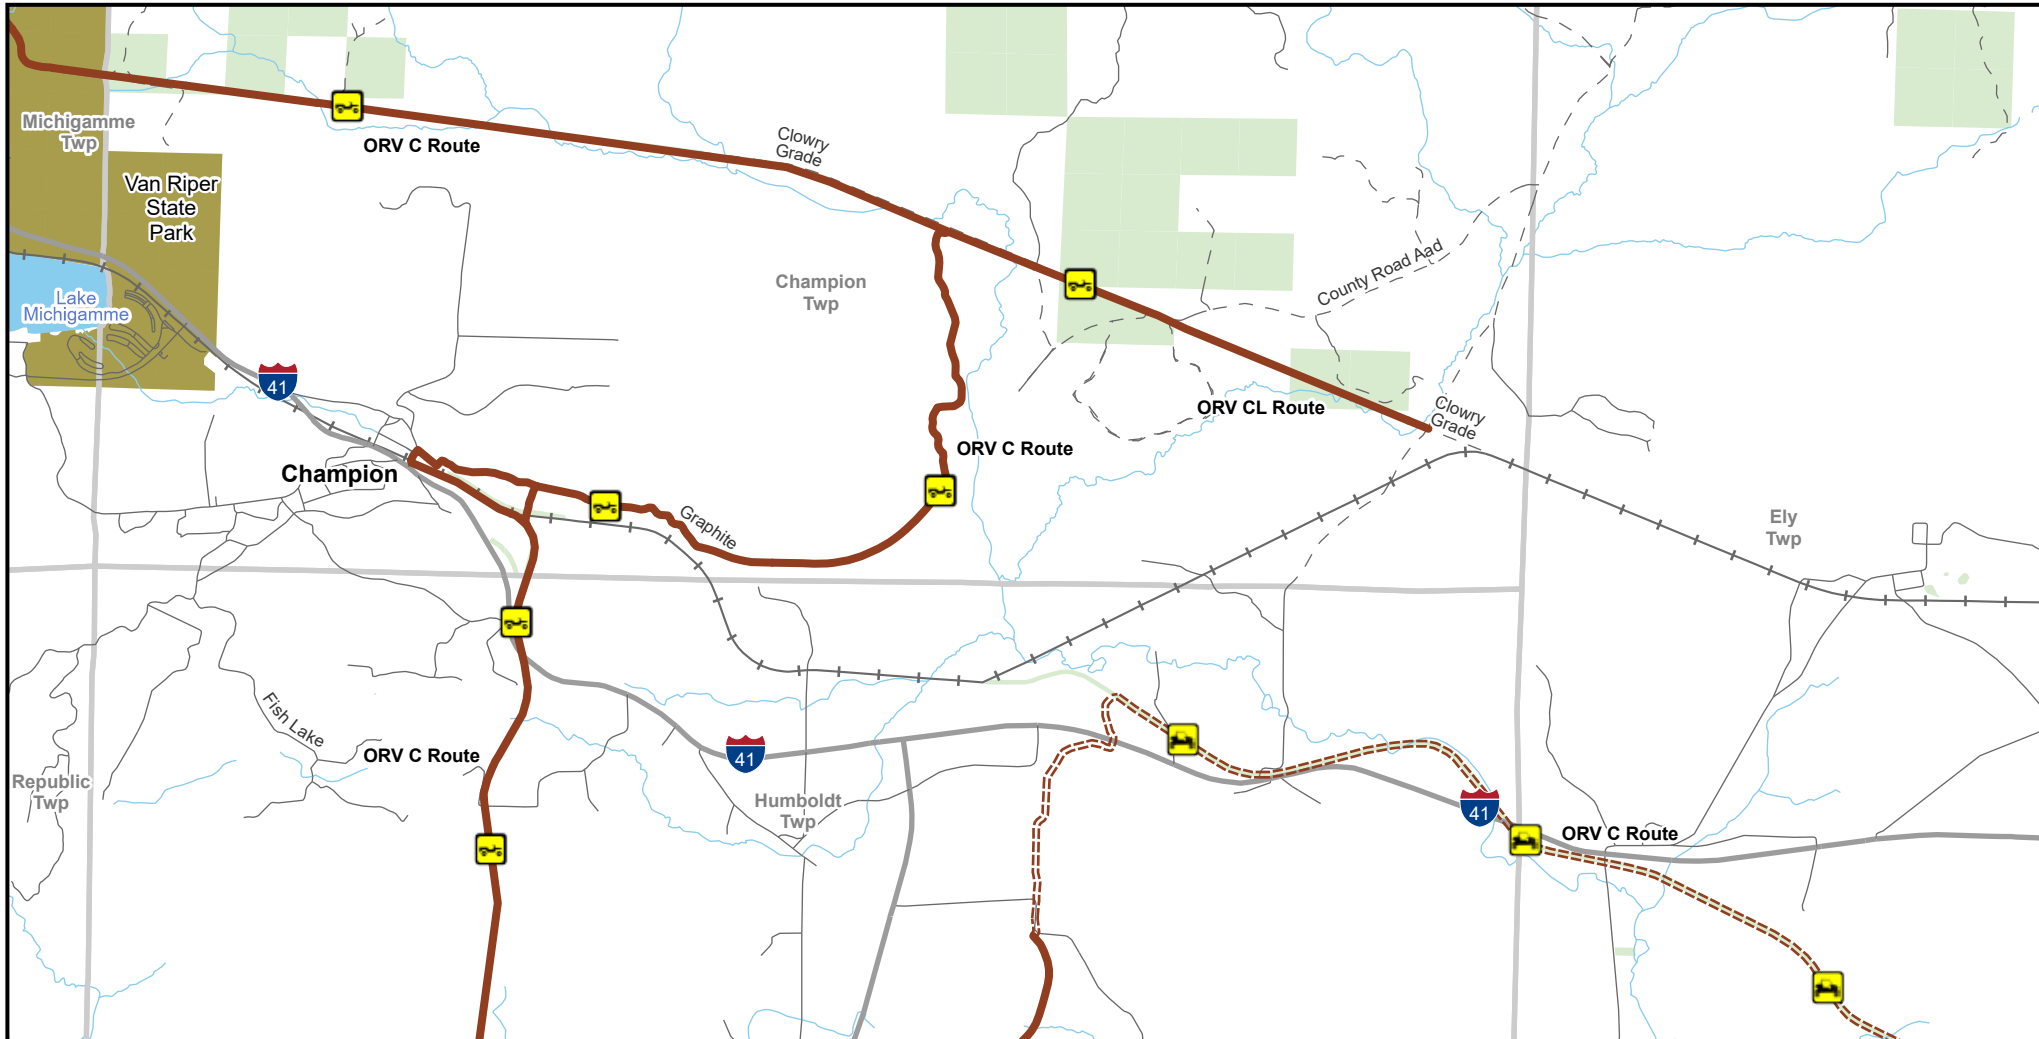 Michigamme
Twp
ORV C Route
Clowry
Grade
Van Riper
State
Park
Lake
Michigamme
Champion
Twp
County Road Aad
41
ORV CL Route
Clowry
Grade
ORV C Route
Champion
Graphite
Ely
Twp
Fish Lake
ORV C Route
41
Republic
Twp
Humboldt
Twp
41
ORV C Route